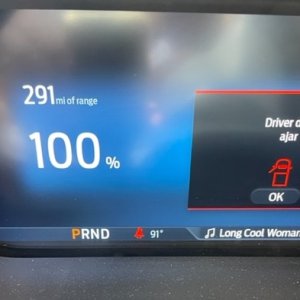 291 mi of range
100 %
Driver
ajar
OK
PRND
91°
Long Cool Woman